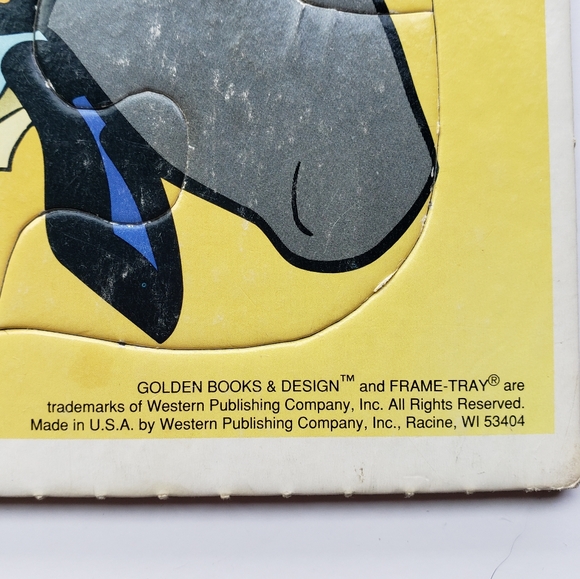 GOLDEN BOOKS & DESIGN™ and FRAME-TRAY® are
trademarks of Western Publishing Company, Inc. All Rights Reserved.
Made in U.S.A. by Western Publishing Company, Inc., Racine, WI 53404